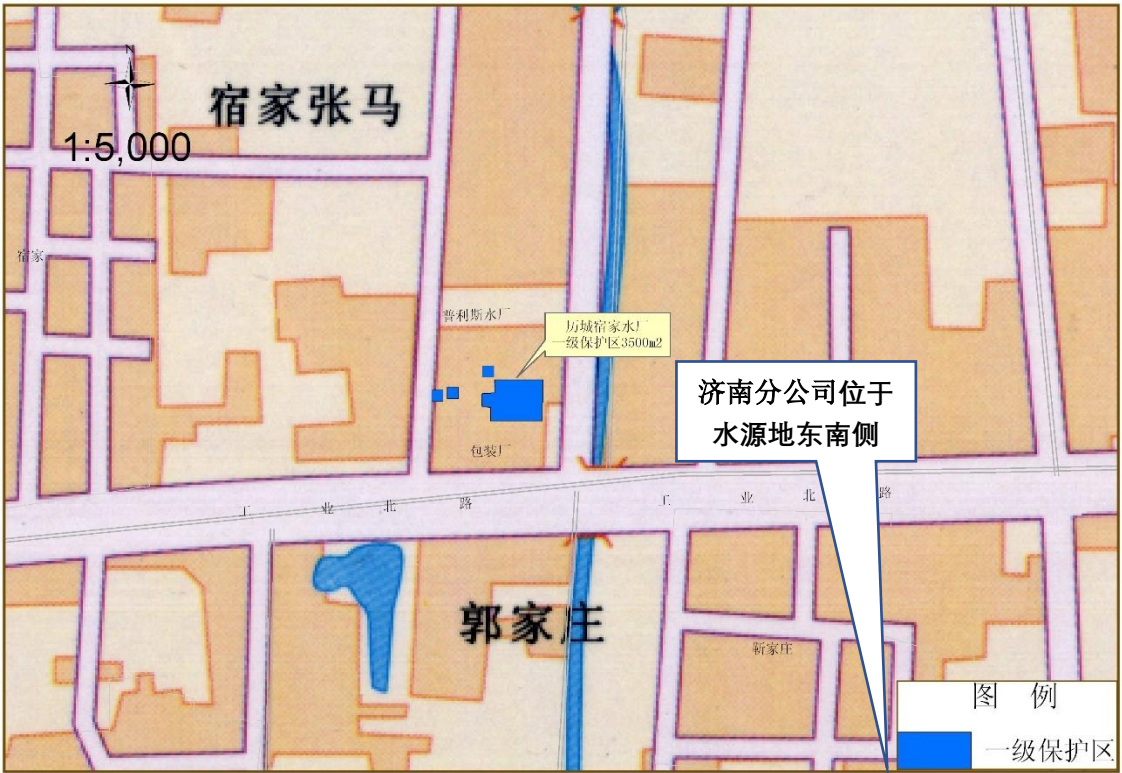 N
宿家张马
1:5,000
宿家
普利斯水厂
历城宿家水厂
一级保护区3500m2
济南分公司位于
水源地东南侧
包装厂
工 业 北 路
工 业 北 路
郭家庄
靳家庄
图 例
一级保护区